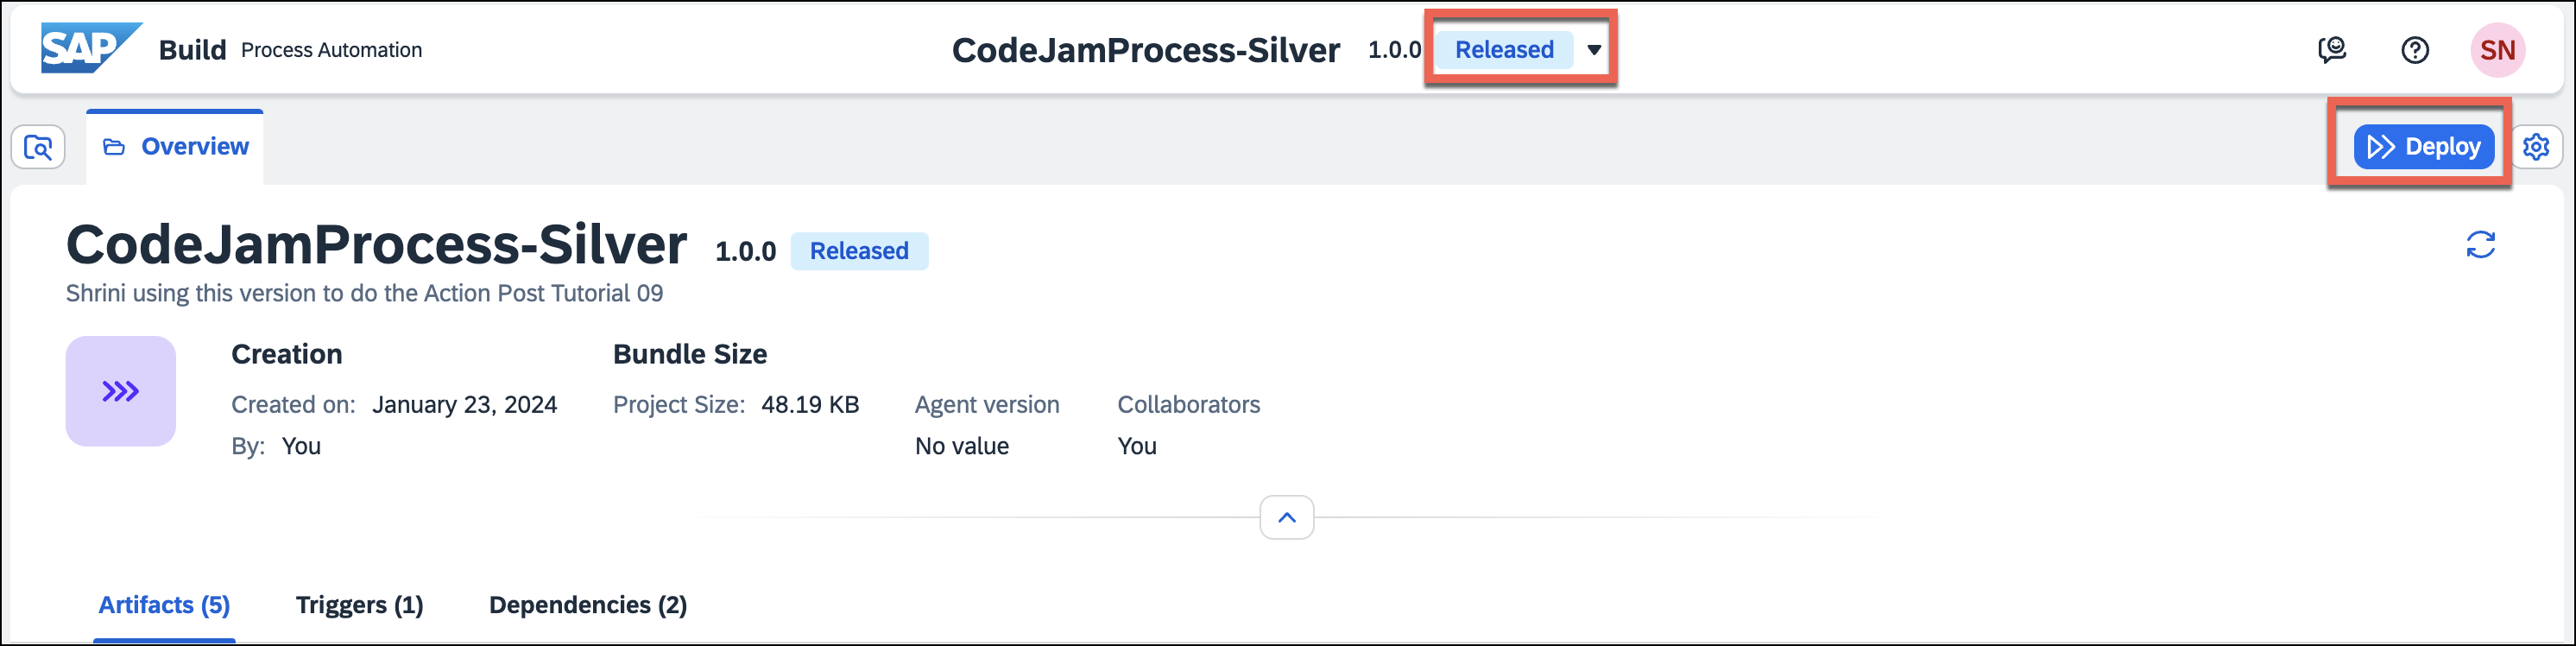 SAP Build Process Automation CodeJamProcess-Silver 1.0.0 Released SN
Overview Deploy
CodeJamProcess-Silver 1.0.0 Released
Shrini using this version to do the Action Post Tutorial 09
Creation Bundle Size
Created on: January 23, 2024 Project Size: 48.19 KB Agent version Collaborators
By: You No value You
Artifacts (5) Triggers (1) Dependencies (2)